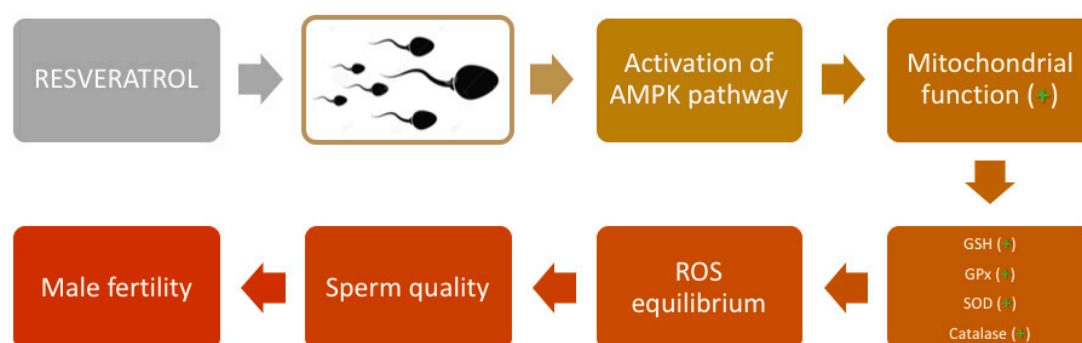 RESVERATROL
Activation of
AMPK pathway
Mitochondrial
function (+)
GSH (+)
GPx (+)
SOD (+)
Catalase (+)
ROS
equilibrium
Sperm quality
Male fertility